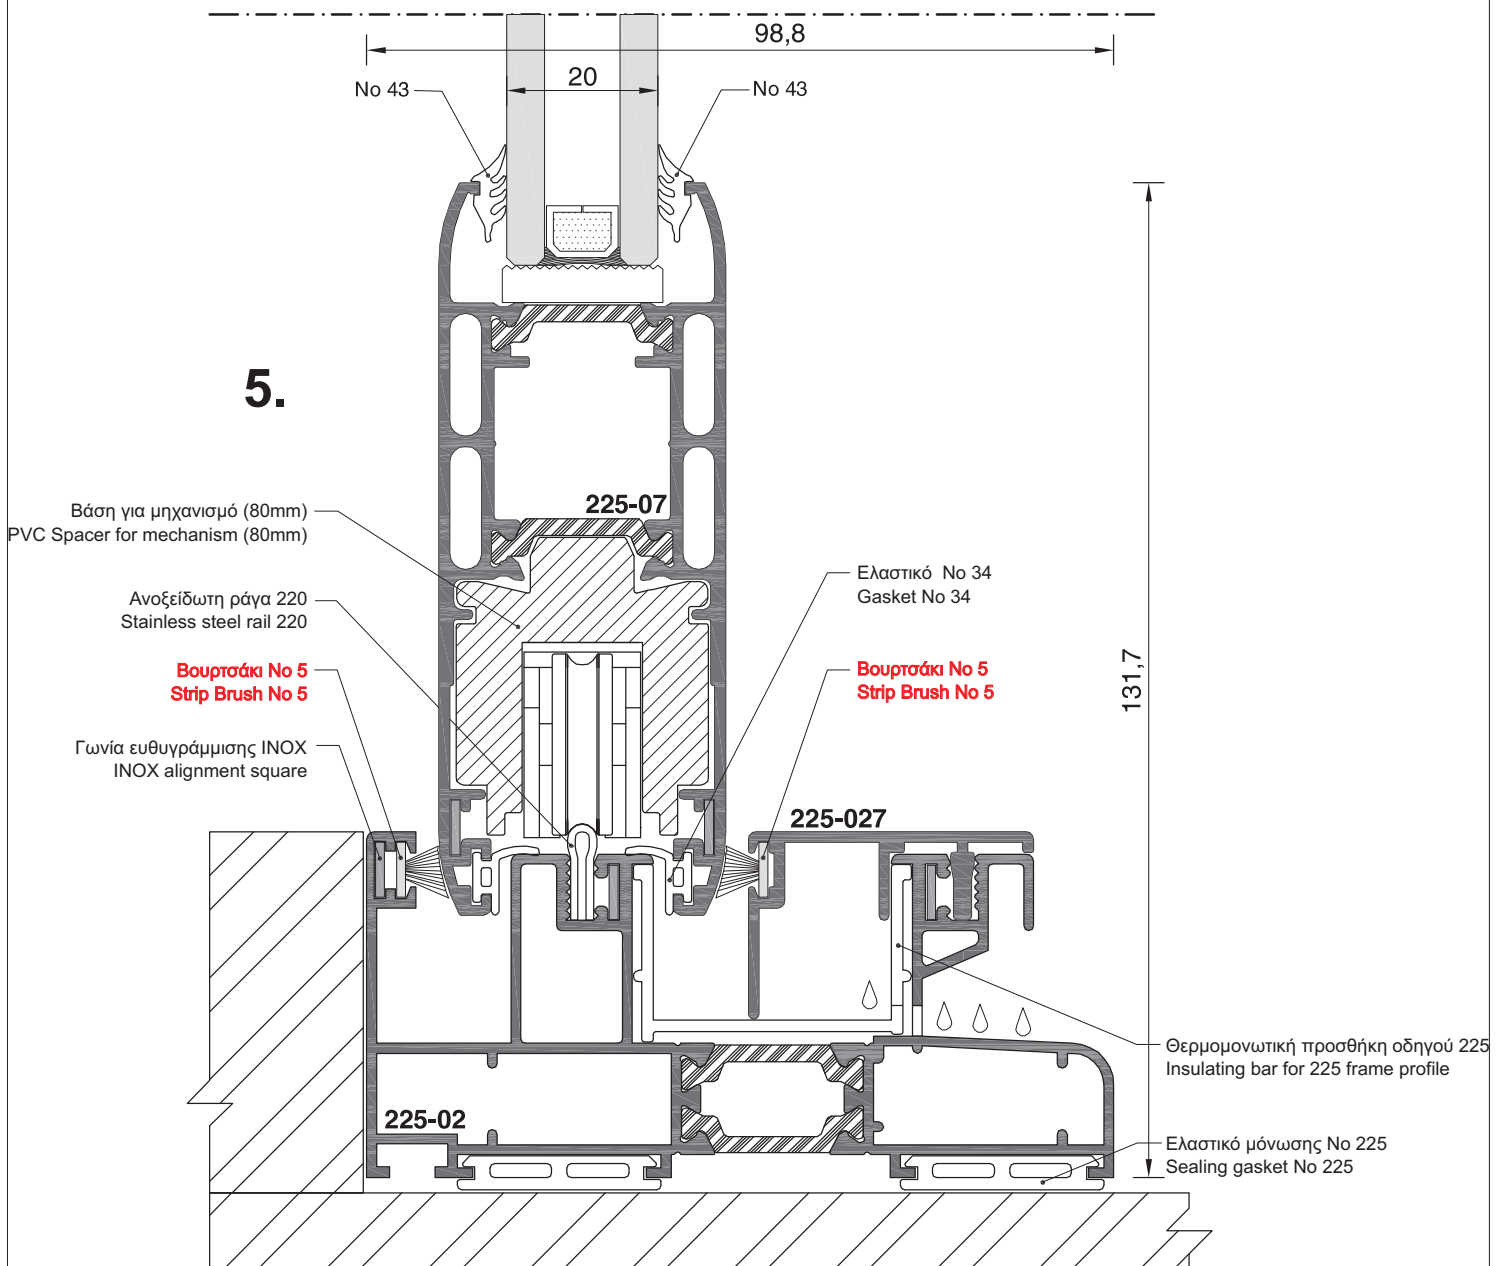 98,8
20
No 43
No 43
5.
225-07
Βάση για μηχανισμό (80mm)
PVC Spacer for mechanism (80mm)
Ανοξείδωτη ράγα 220
Stainless steel rail 220
Βουρτσάκι No 5
Strip Brush No 5
Γωνία ευθυγράμμισης INOX
INOX alignment square
Ελαστικό No 34
Gasket No 34
Βουρτσάκι No 5
Strip Brush No 5
131,7
225-027
225-02
Θερμομονωτική προσθήκη οδηγού 225
Insulating bar for 225 frame profile
Ελαστικό μόνωσης No 225
Sealing gasket No 225